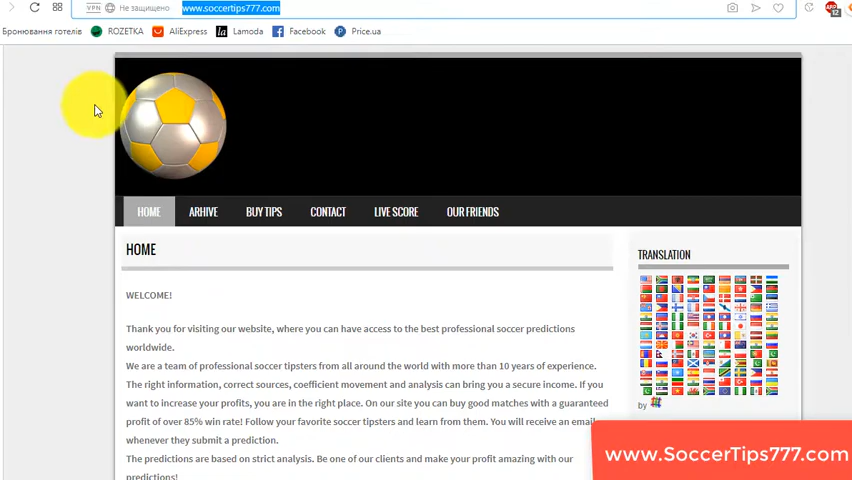 VPN Не защищено www.soccertips777.com
Бронювання готелів ROZETKA AliExpress la Lamoda Facebook P Price.ua
HOME ARHIVE BUY TIPS CONTACT LIVE SCORE OUR FRIENDS
HOME
WELCOME!
Thank you for visiting our website, where you can have access to the best professional soccer predictions
worldwide.
We are a team of professional soccer tipsters from all around the world with more than 10 years of experience.
The right information, correct sources, coefficient movement and analysis can bring you a secure income. If you
want to increase your profits, you are in the right place. On our site you can buy good matches with a guaranteed
profit of over 85% win rate! Follow your favorite soccer tipsters and learn from them. You will receive an email
whenever they submit a prediction.
The predictions are based on strict analysis. Be one of our clients and make your profit amazing with our
predictions!
TRANSLATION
by
www.SoccerTips777.com